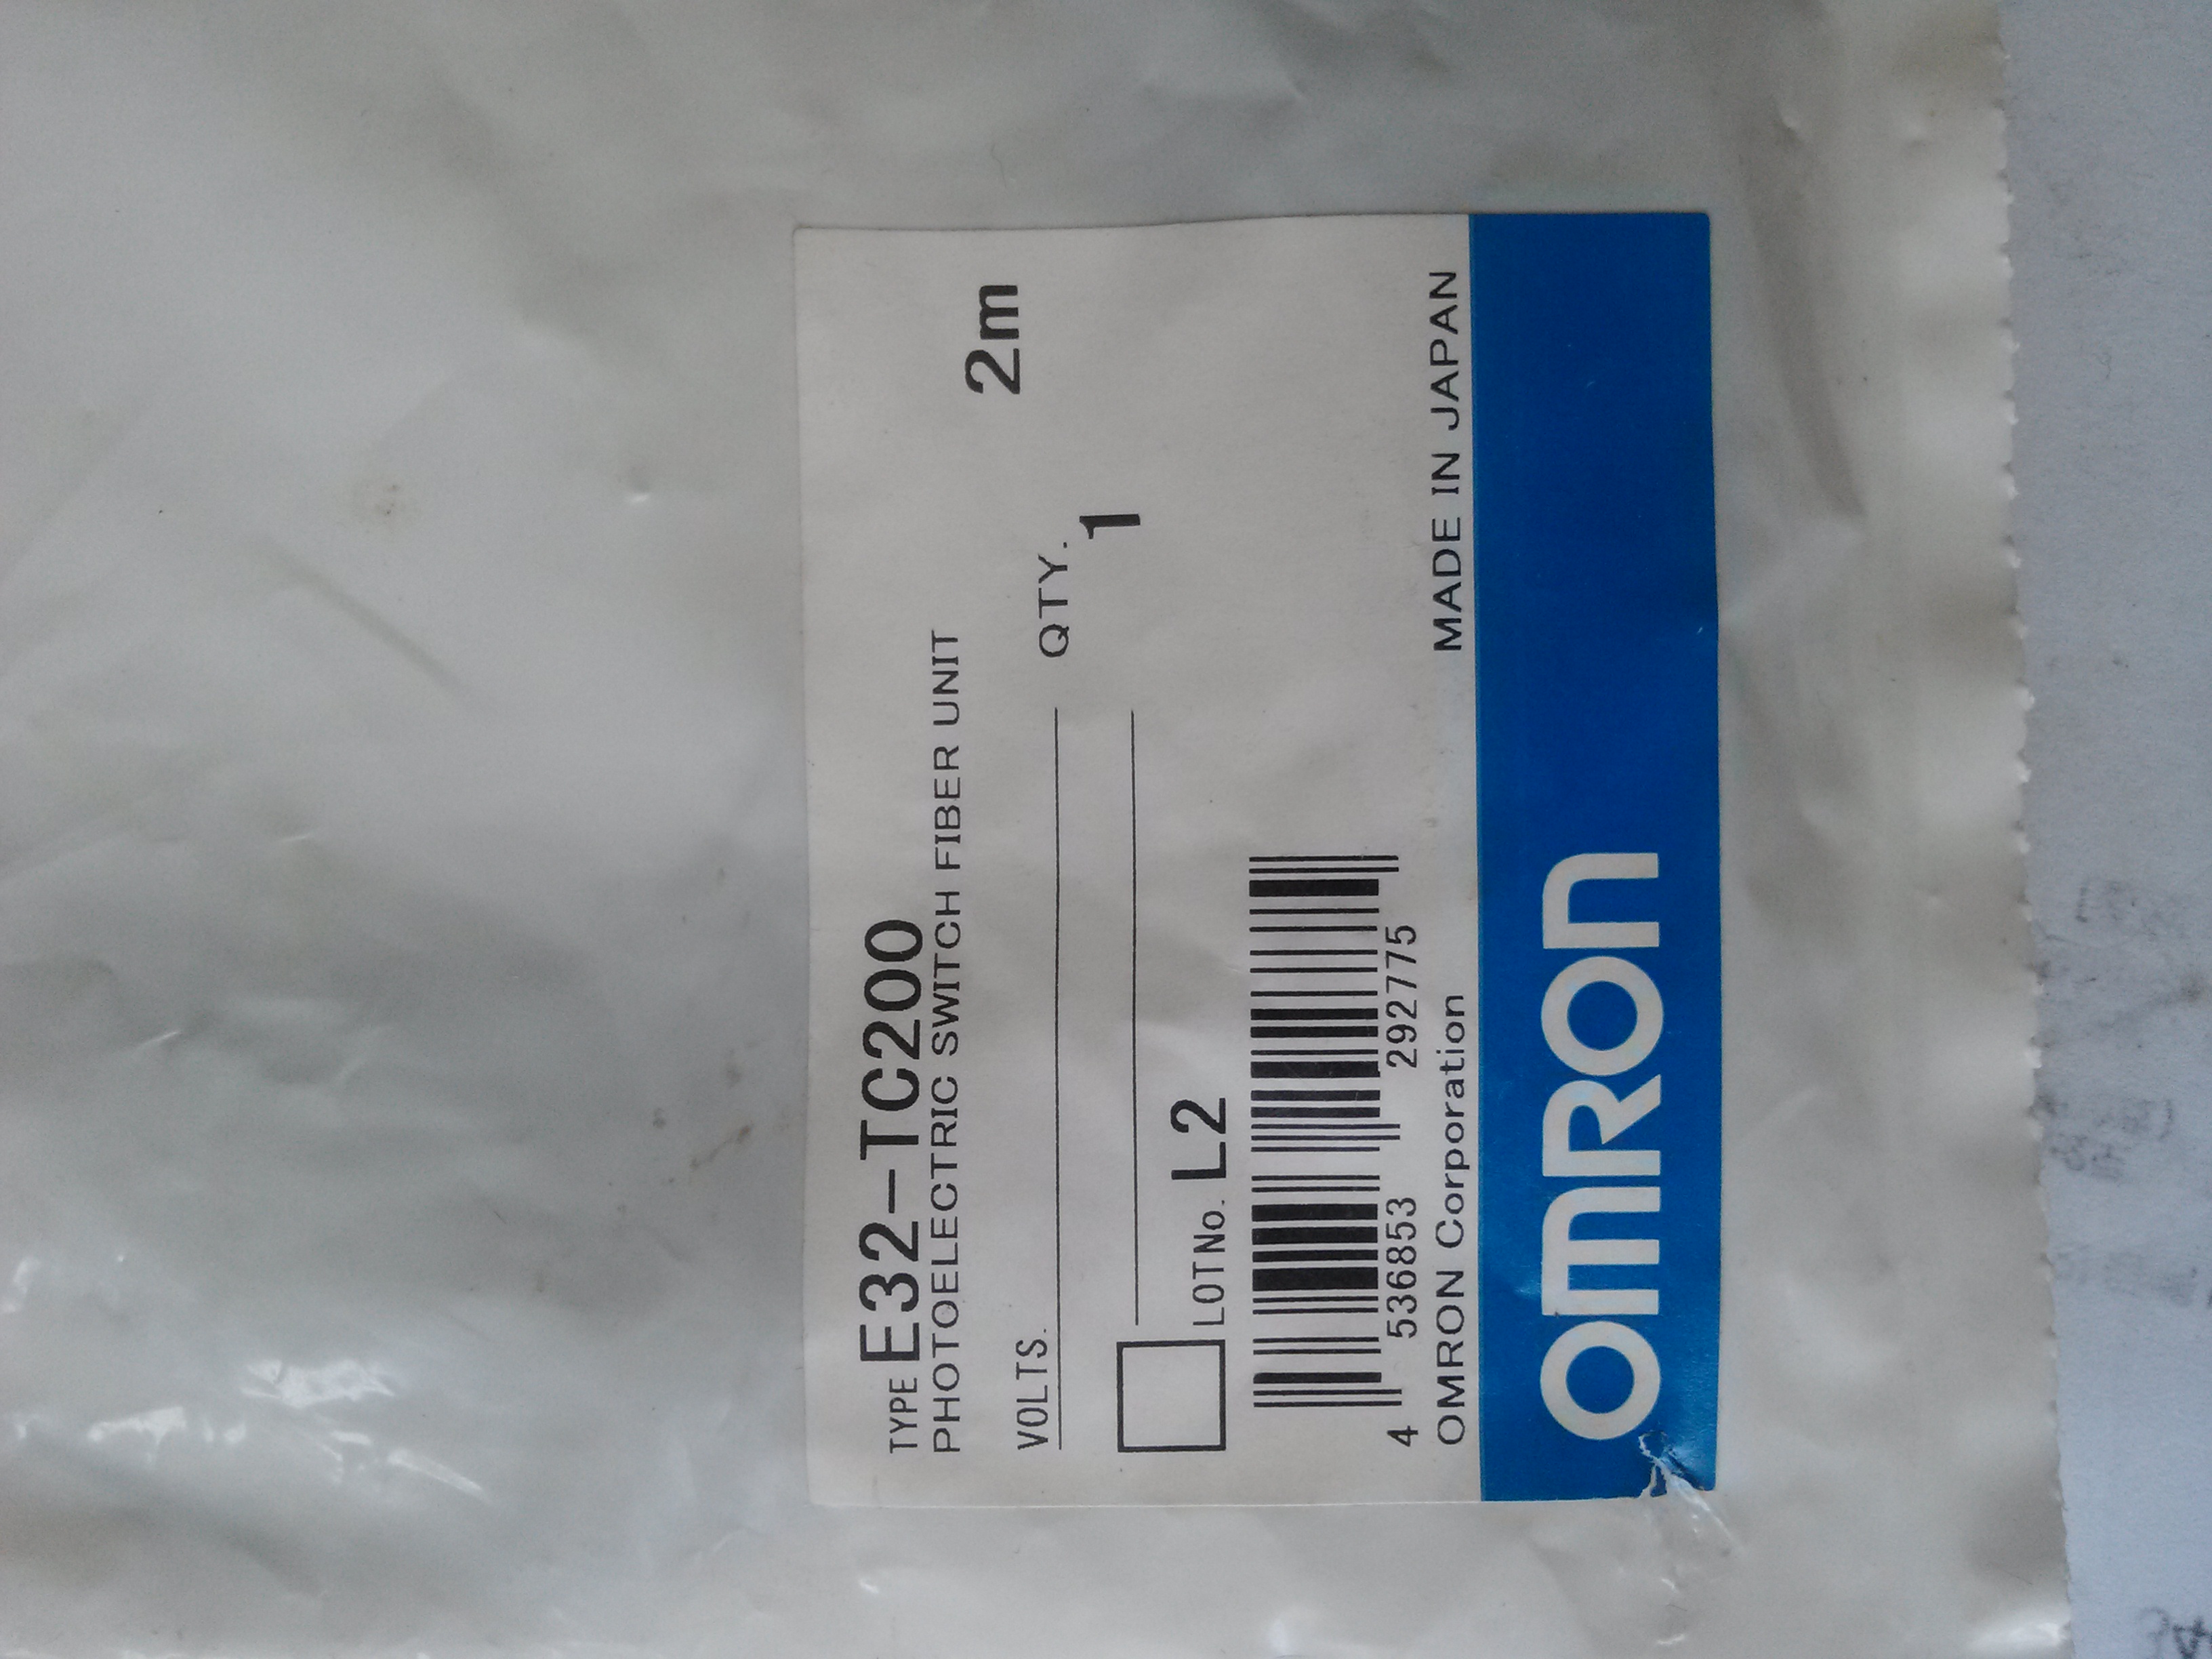 TYPE E32-TC200
PHOTOELECTRIC SWITCH FIBER UNIT
2m
VOLTS.
QTY.
1
LOT No. L2
4 536853 292775
OMRON Corporation MADE IN JAPAN
OMRON